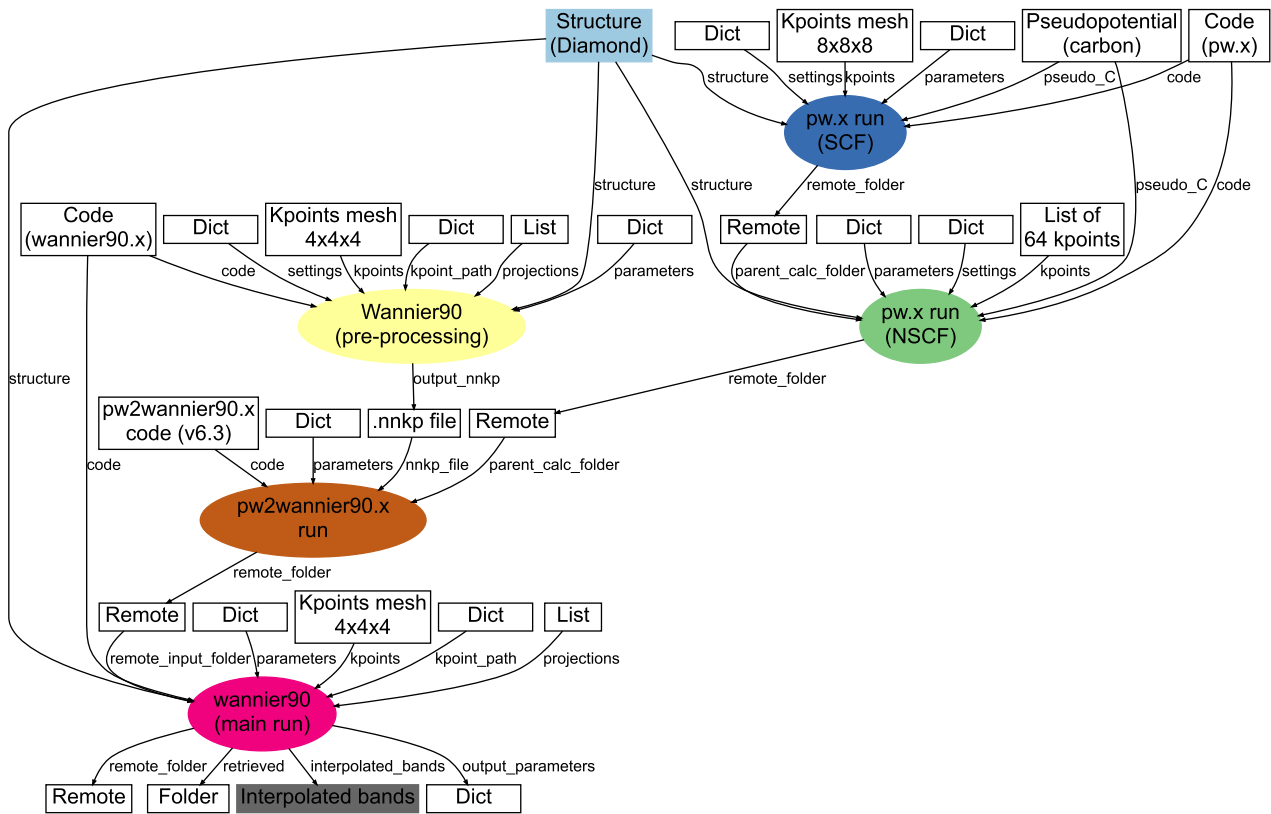 Structure
(Diamond)
Dict
Kpoints mesh
8x8x8
Dict
Pseudopotential
(carbon)
Code
(pw.x)
structure
settings
kpoints
parameters
pseudo_C
code
pw.x run
(SCF)
structure
structure
remote_folder
pseudo_C
code
Code
(wannier90.x)
Dict
Kpoints mesh
4x4x4
Dict
List
Dict
Remote
Dict
Dict
List of
64 kpoints
code
settings
kpoints
kpoint_path
projections
parameters
parent_calc_folder
parameters
settings
kpoints
Wannier90
(pre-processing)
pw.x run
(NSCF)
structure
output_nnkp
remote_folder
pw2wannier90.x
code (v6.3)
Dict
.nnkp file
Remote
code
code
parameters
nnkp_file
parent_calc_folder
pw2wannier90.x
run
remote_folder
Remote
Dict
Kpoints mesh
4x4x4
Dict
List
remote_input_folder
parameters
kpoints
kpoint_path
projections
wannier90
(main run)
remote_folder
retrieved
interpolated_bands
output_parameters
Remote
Folder
Interpolated bands
Dict